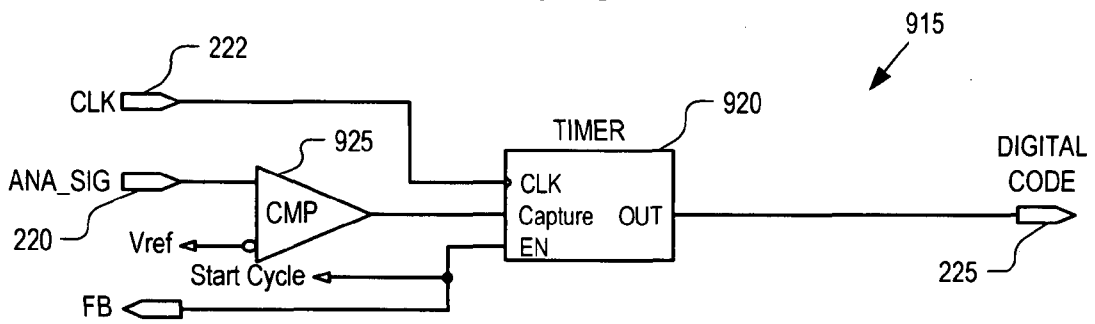 915
222
CLK
920
TIMER
925
DIGITAL
CODE
ANA_SIG
CLK
CMP
Capture OUT
220
Vref
EN
225
Start Cycle
FB